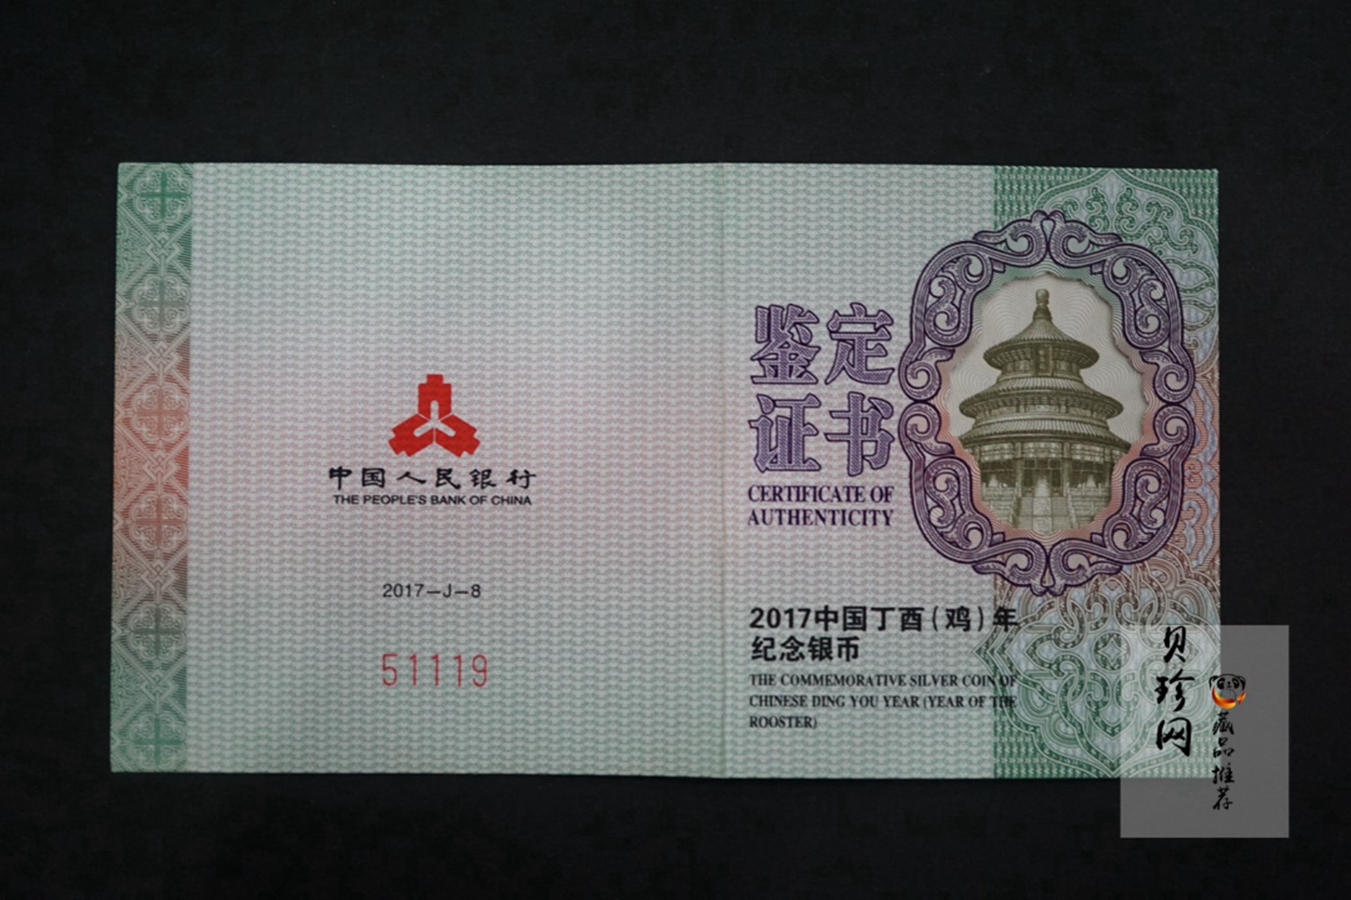 中国人民银行
THE PEOPLE'S BANK OF CHINA
2017—J—8
51119
鉴定
证书
CERTIFICATE OF
AUTHENTICITY
2017中国丁酉(鸡)年
纪念银币
THE COMMEMORATIVE SILVER COIN OF
CHINESE DING YOU YEAR (YEAR OF THE
ROOSTER)
贝珍网
藏品推荐